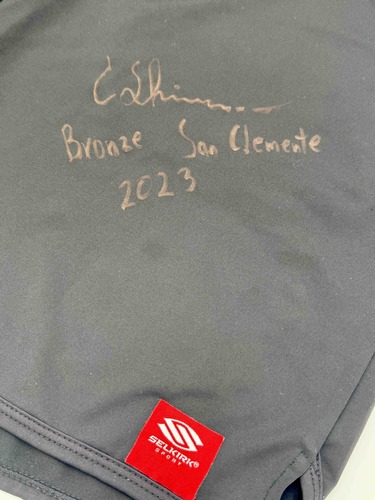 Bronze San Clemente
2023
SELKIRK®
SPORT